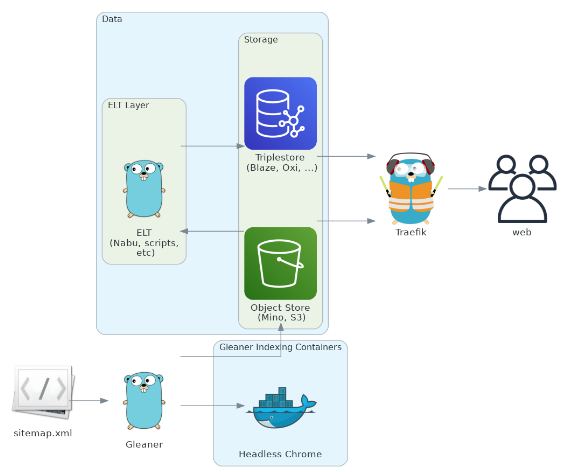 Data
Storage
ELT Layer
Triplestore
(Blaze, Oxi, ...)
ELT
(Nabu, scripts,
etc)
Traefik
web
Object Store
(Mino, S3)
Gleaner Indexing Containers
sitemap.xml
Gleaner
Headless Chrome